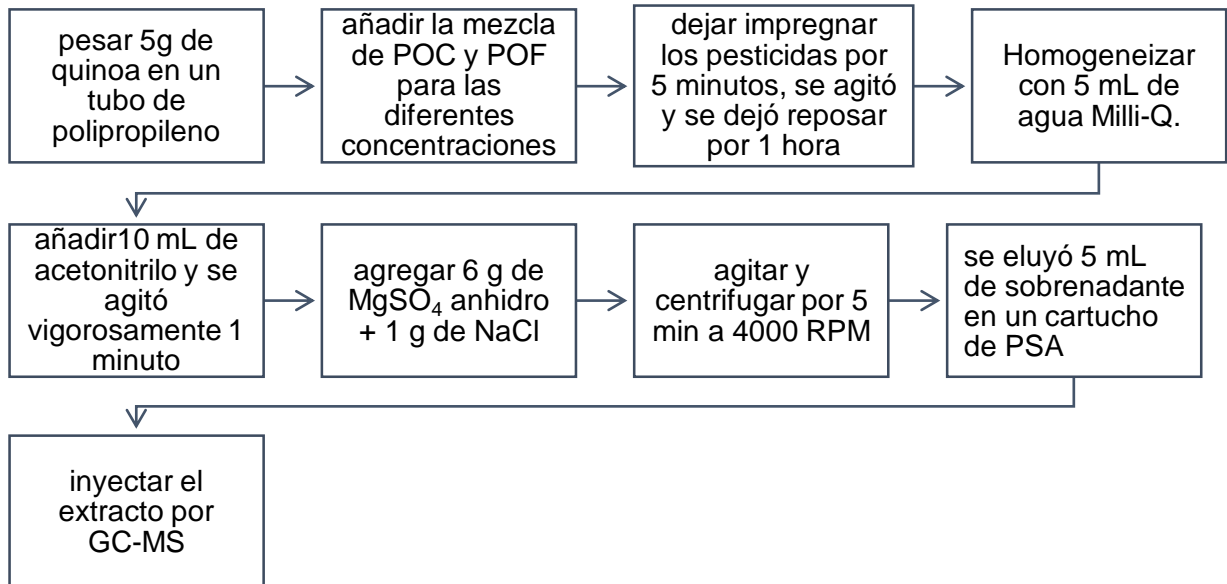 pesar 5g de
quinoa en un
tubo de
polipropileno
añadir la mezcla
de POC y POF
para las
diferentes
concentraciones
dejar impregnar
los pesticidas por
5 minutos, se agitó
y se dejó reposar
por 1 hora
Homogeneizar
con 5 mL de
agua Milli-Q.
añadir10 mL de
acetonitrilo y se
agitó
vigorosamente 1
minuto
agregar 6 g de
MgSO₄ anhidro
+ 1 g de NaCl
agitar y
centrifugar por 5
min a 4000 RPM
se eluyó 5 mL
de sobrenadante
en un cartucho
de PSA
inyectar el
extracto por
GC-MS